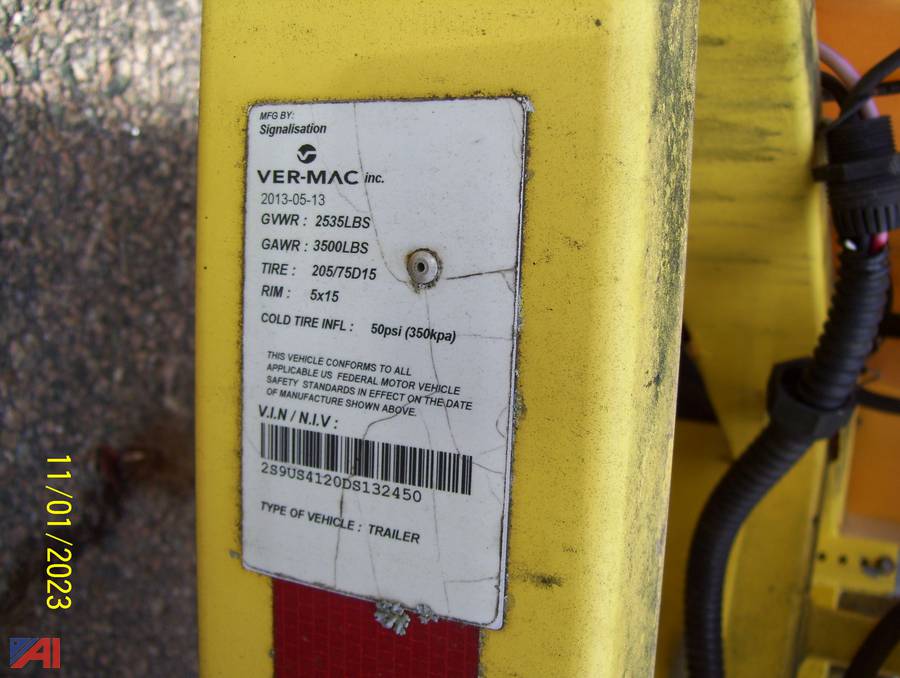 MFG BY:
Signalisation
VER-MAC inc.
2013-05-13
GVWR : 2535LBS
GAWR : 3500LBS
TIRE : 205/75D15
RIM : 5x15
COLD TIRE INFL : 50psi (350kpa)
THIS VEHICLE CONFORMS TO ALL
APPLICABLE US FEDERAL MOTOR VEHICLE
SAFETY STANDARDS IN EFFECT ON THE DATE
OF MANUFACTURE SHOWN ABOVE.
V.I.N / N.I.V :
2S9US4120DS132450
TYPE OF VEHICLE : TRAILER
11/01/2023
AI